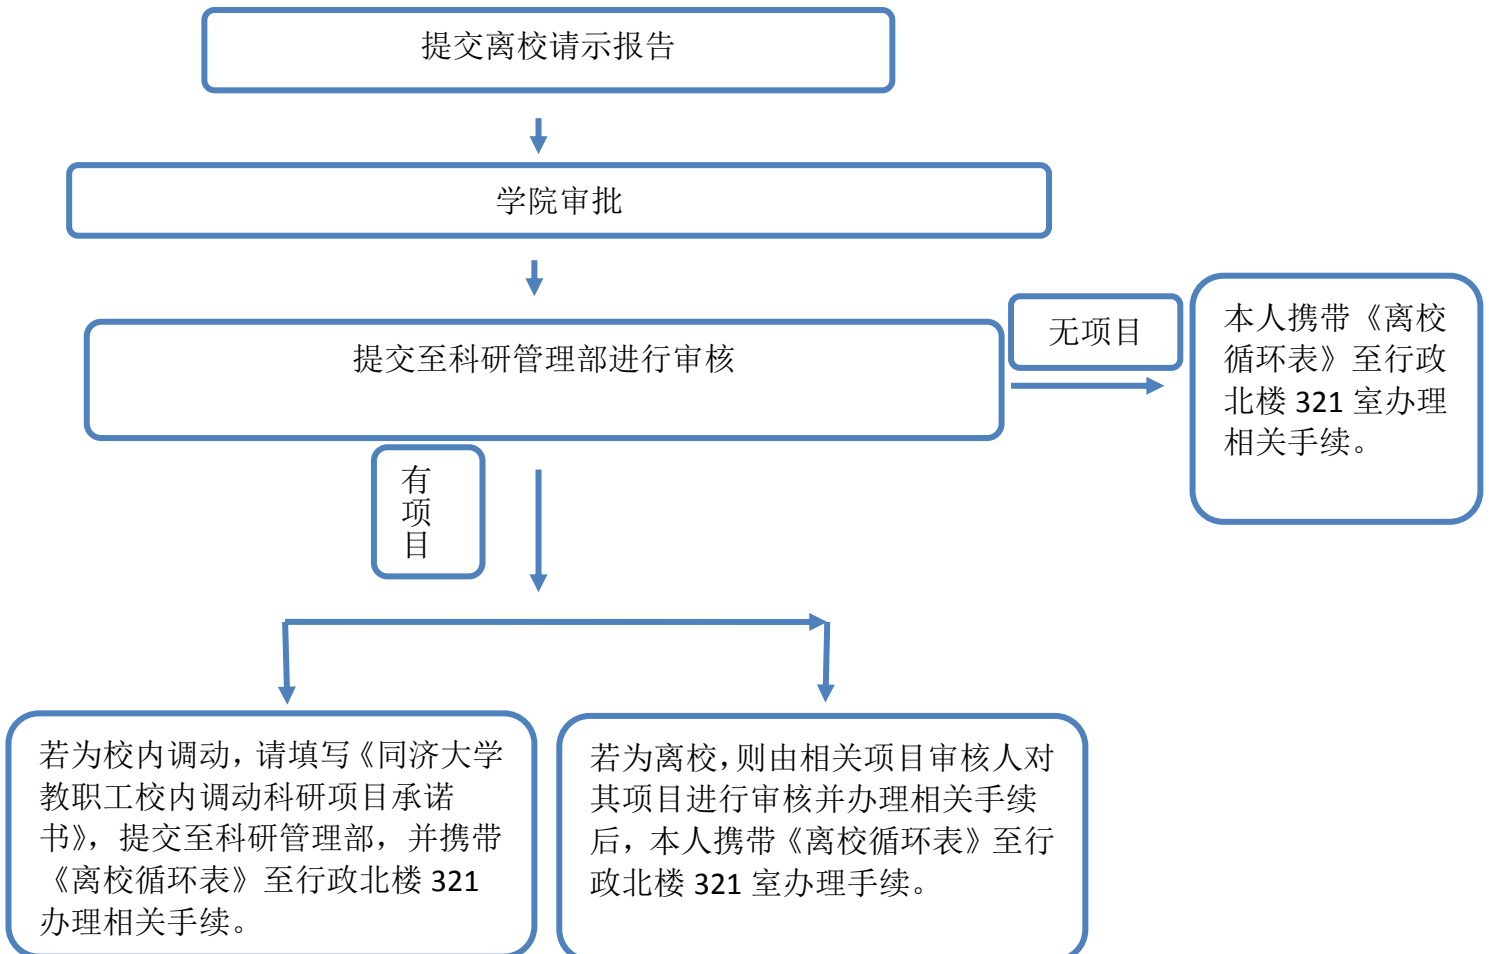 提交离校请示报告
学院审批
提交至科研管理部进行审核
无项目
本人携带《离校
循环表》至行政
北楼 321 室办理
相关手续。
有
项
目
若为校内调动，请填写《同济大学
教职工校内调动科研项目承诺
书》，提交至科研管理部，并携带
《离校循环表》至行政北楼 321
办理相关手续。
若为离校，则由相关项目审核人对
其项目进行审核并办理相关手续
后，本人携带《离校循环表》至行
政北楼 321 室办理手续。